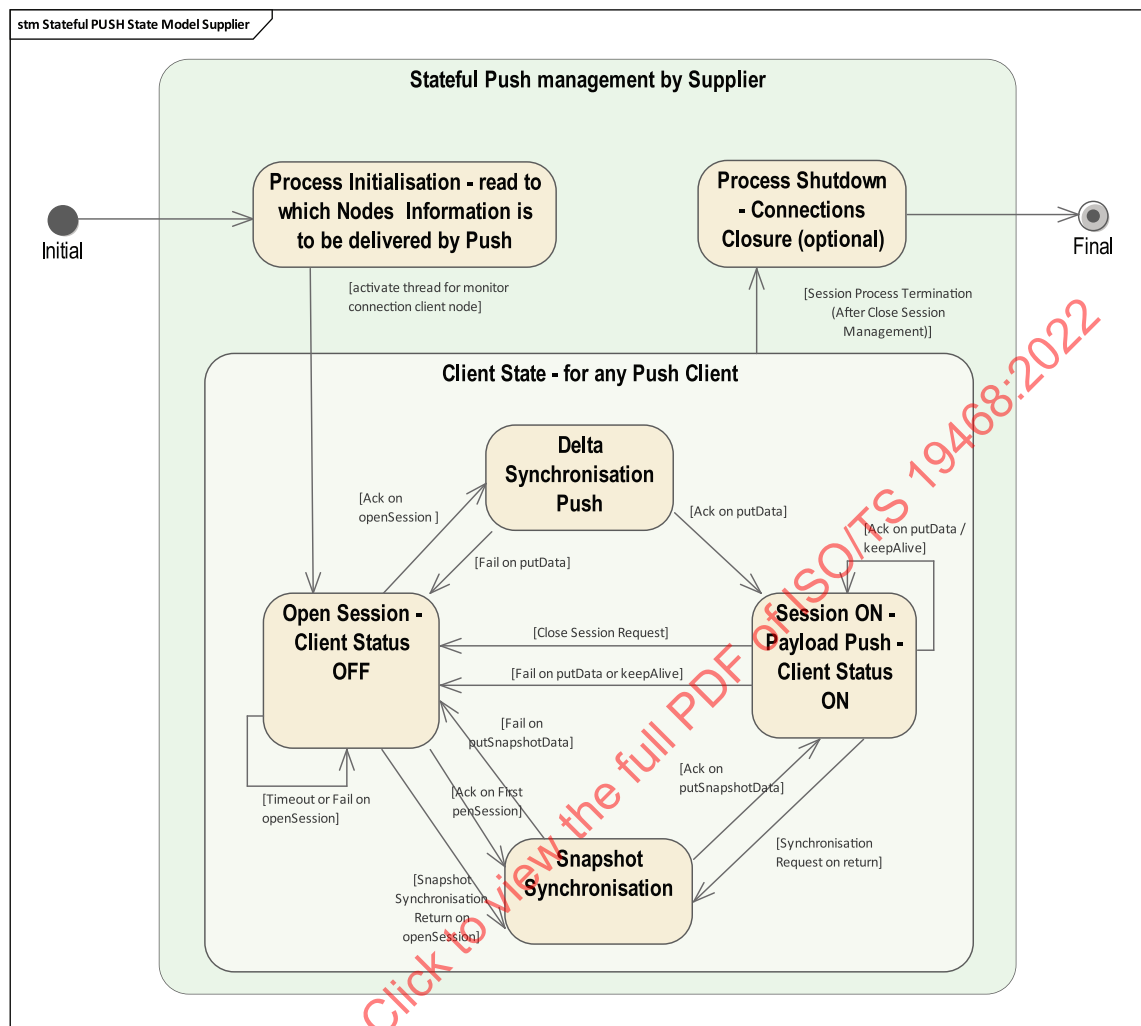 stm Stateful PUSH State Model Supplier
Stateful Push management by Supplier
Process Initialisation - read to
which Nodes Information is
to be delivered by Push
Process Shutdown
- Connections
Closure (optional)
Initial
Final
[activate thread for monitor
connection client node]
[Session Process Termination
(After Close Session
Management)]
Client State - for any Push Client
Delta
Synchronisation
Push
[Ack on
openSession ]
[Ack on putData]
[Ack on putData /
keepAlive]
[Fail on putData]
Open Session -
Client Status
OFF
Session ON -
Payload Push -
Client Status
ON
[Close Session Request]
[Fail on putData or keepAlive]
[Fail on
putSnapshotData]
[Ack on
putSnapshotData]
[Timeout or Fail on
openSession]
[Ack on First
penSession]
[Synchronisation
Request on return]
Snapshot
Synchronisation
[Snapshot
Synchronisation
Return on
openSession]
Click to view the full PDF of ISO/TS 19468:2022